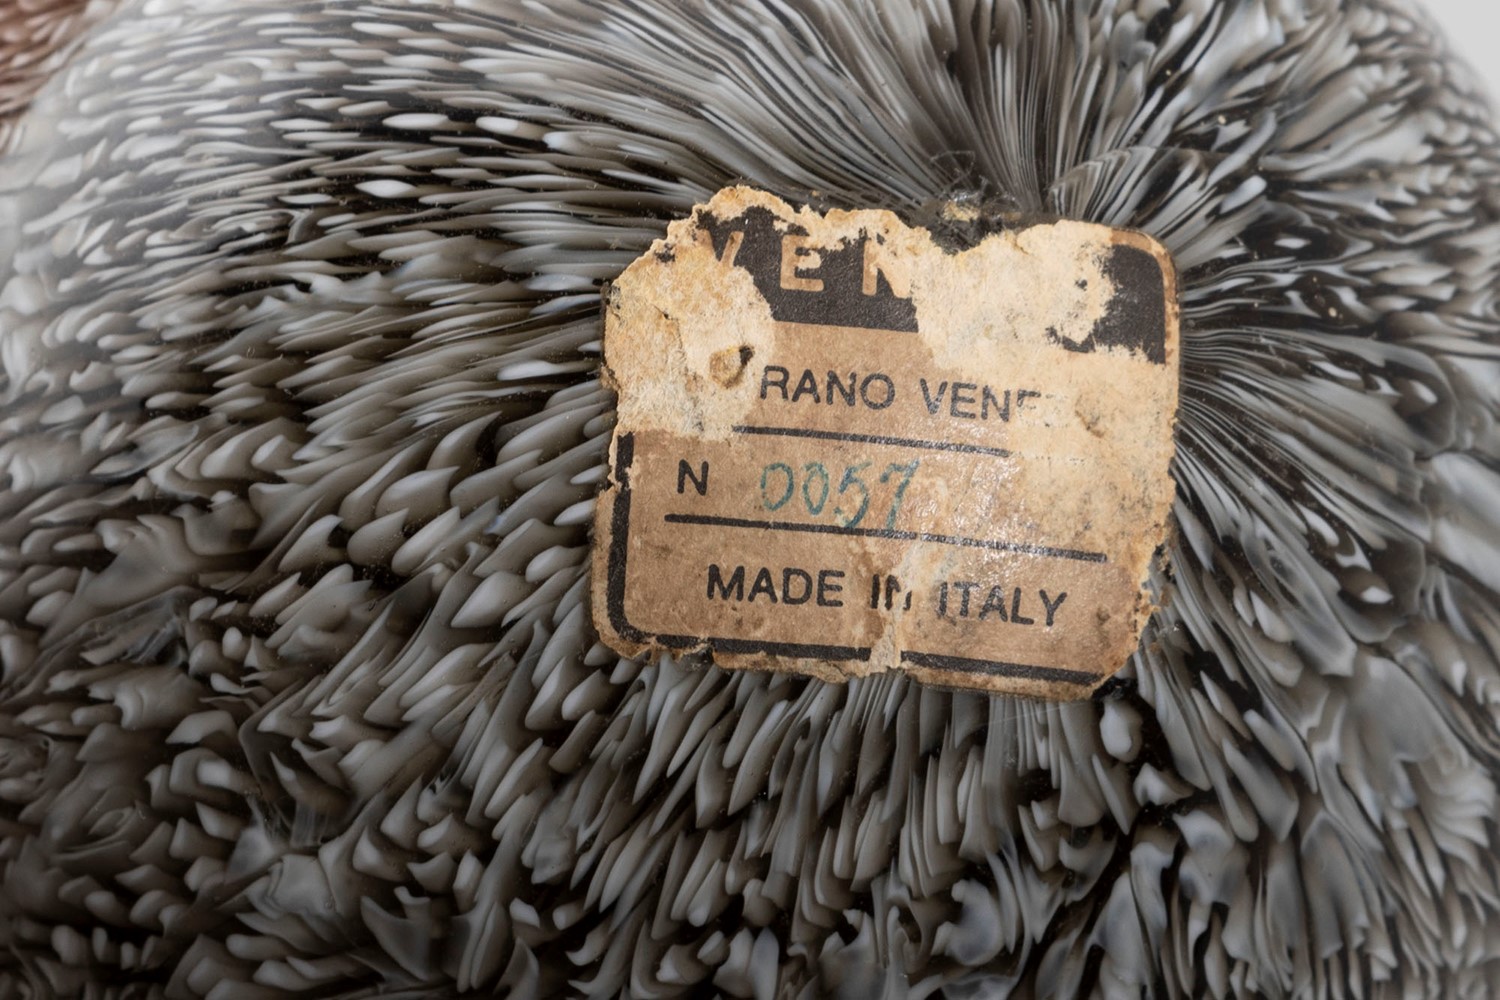 VEN
RANO VENE
N 0057
MADE IN ITALY